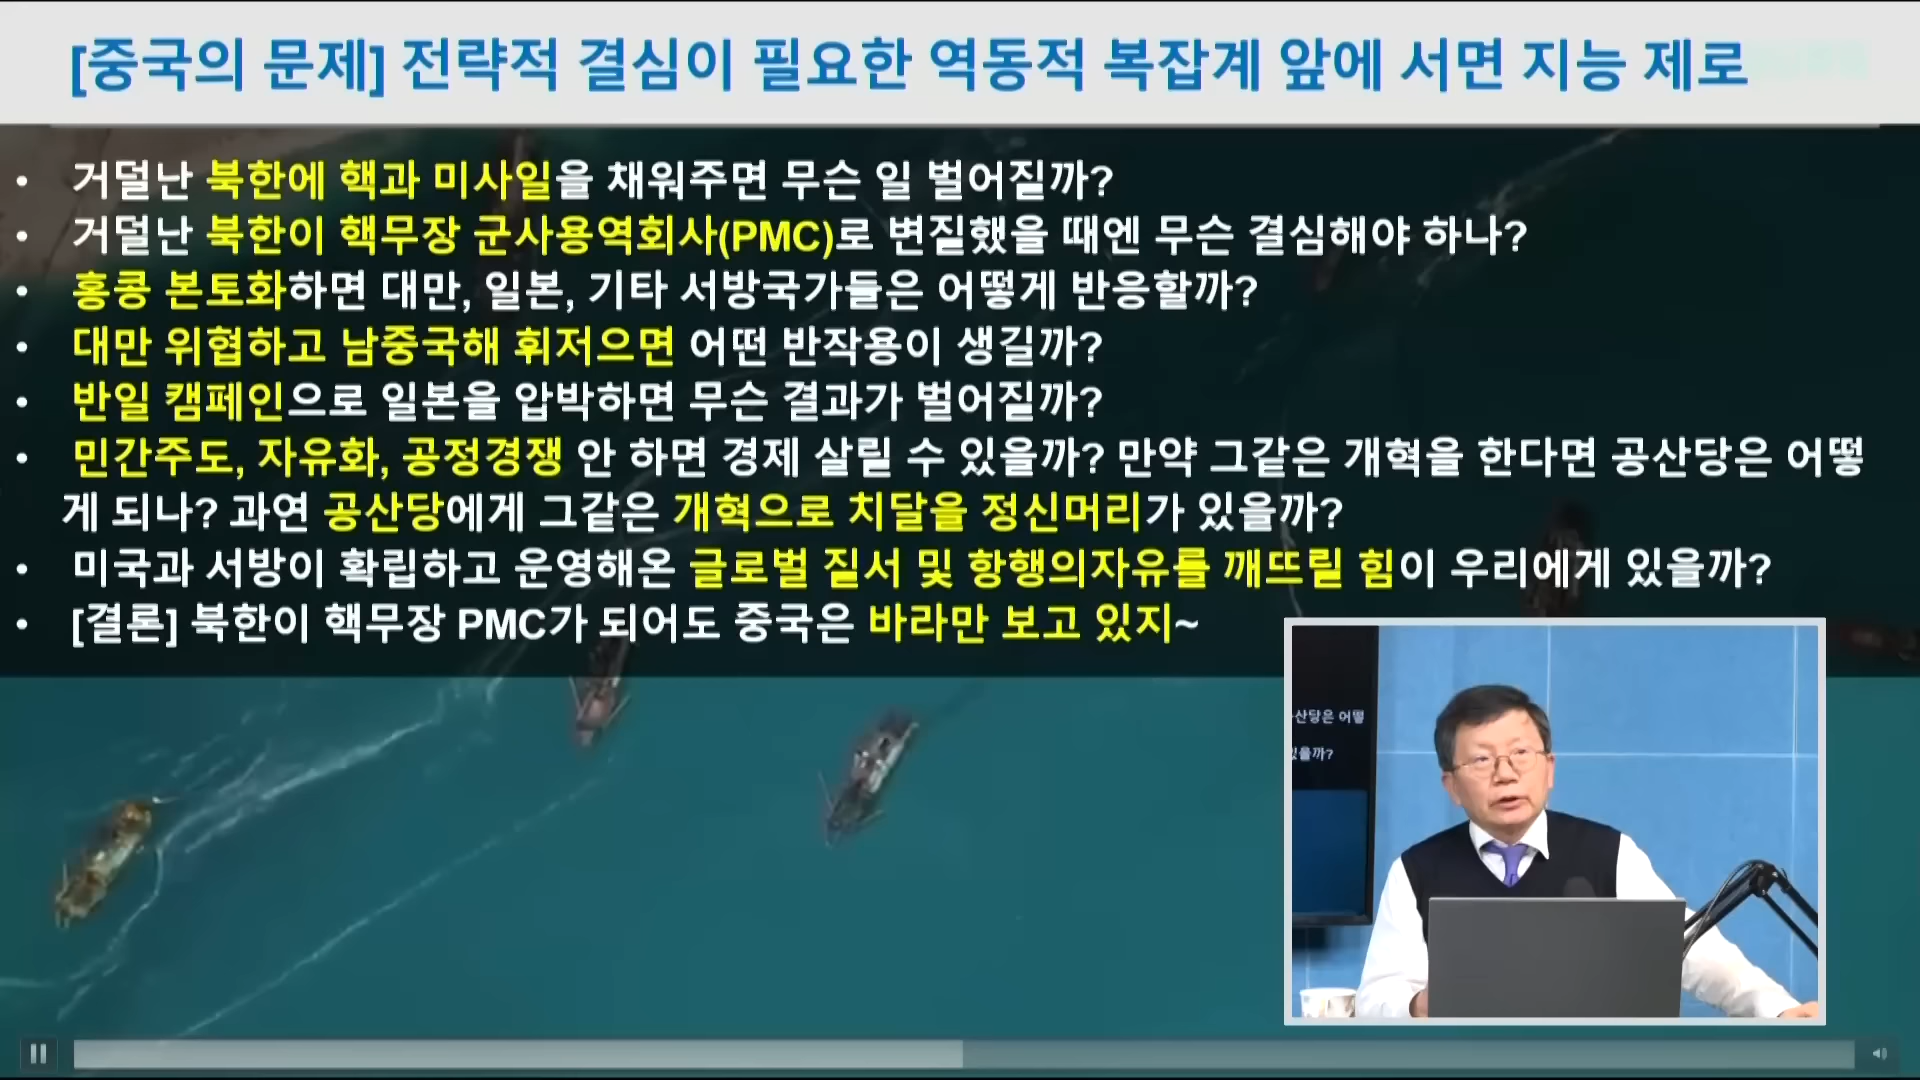 [중국의 문제] 전략적 결심이 필요한 역동적 복잡계 앞에 서면 지능 제로
• 거덜난 북한에 핵과 미사일을 채워주면 무슨 일 벌어질까?
• 거덜난 북한이 핵무장 군사용역회사(PMC)로 변질했을 때엔 무슨 결심해야 하나?
• 홍콩 본토화하면 대만, 일본, 기타 서방국가들은 어떻게 반응할까?
• 대만 위협하고 남중국해 휘저으면 어떤 반작용이 생길까?
• 반일 캠페인으로 일본을 압박하면 무슨 결과가 벌어질까?
• 민간주도, 자유화, 공정경쟁 안 하면 경제 살릴 수 있을까? 만약 그같은 개혁을 한다면 공산당은 어떻
게 되나? 과연 공산당에게 그같은 개혁으로 치달을 정신머리가 있을까?
• 미국과 서방이 확립하고 운영해온 글로벌 질서 및 항행의자유를 깨뜨릴 힘이 우리에게 있을까?
• [결론] 북한이 핵무장 PMC가 되어도 중국은 바라만 보고 있지~
산당은 어떻
있을까?